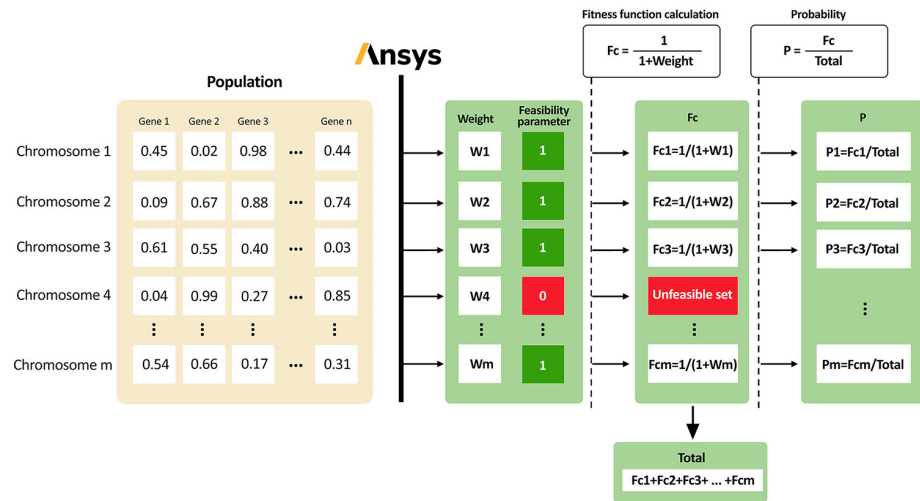 Fitness function calculation
Probability
Fc = 1 / 1+Weight
P = Fc / Total
Ansys
Population
Gene 1 Gene 2 Gene 3 Gene n
Weight Feasibility parameter
Fc
P
Chromosome 1 0.45 0.02 0.98 ••• 0.44 W1 1 Fc1=1/(1+W1) P1=Fc1/Total
Chromosome 2 0.09 0.67 0.88 ••• 0.74 W2 1 Fc2=1/(1+W2) P2=Fc2/Total
Chromosome 3 0.61 0.55 0.40 ••• 0.03 W3 1 Fc3=1/(1+W3) P3=Fc3/Total
Chromosome 4 0.04 0.99 0.27 ••• 0.85 W4 0 Unfeasible set
Chromosome m 0.54 0.66 0.17 ••• 0.31 Wm 1 Fcm=1/(1+Wm) Pm=Fcm/Total
Total
Fc1+Fc2+Fc3+ ... +Fcm